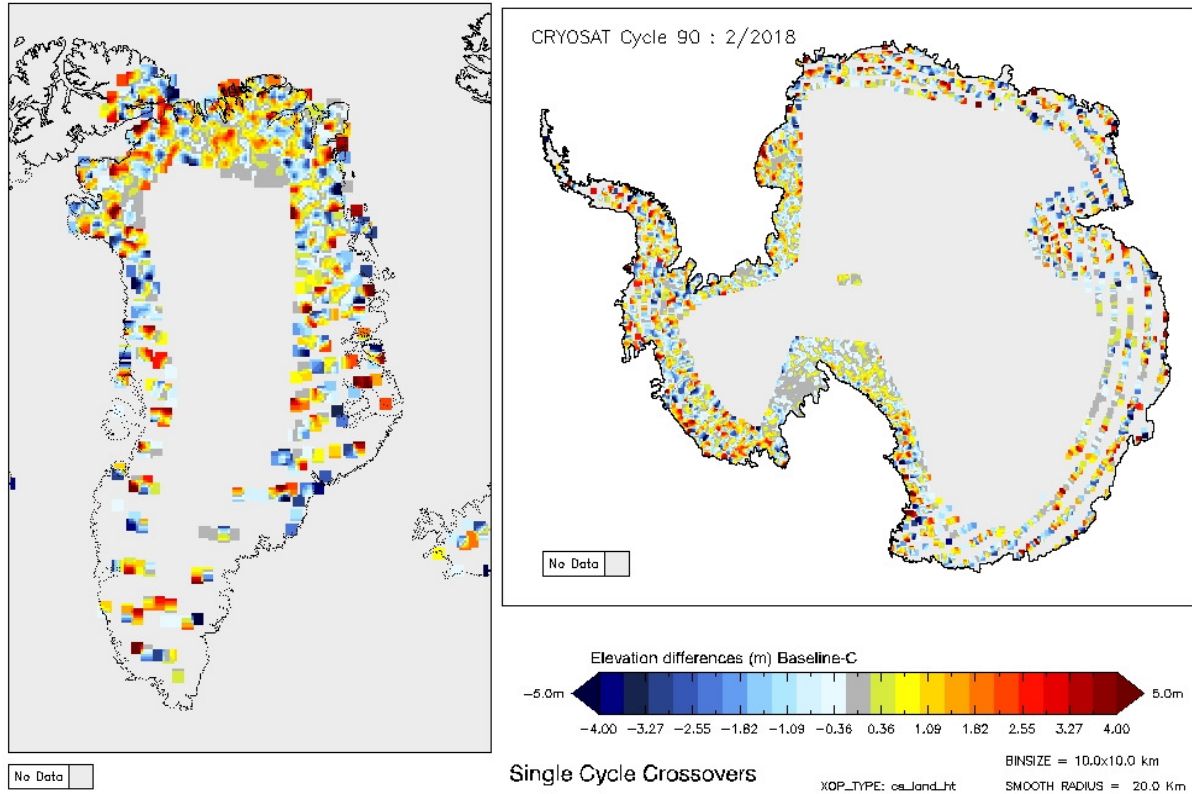 CRYOSAT Cycle 90 : 2/2018
No Data
Elevation differences (m) Baseline-C
-5.0m
5.0m
-4.00 -3.27 -2.55 -1.82 -1.09 -0.36 0.36 1.09 1.82 2.55 3.27 4.00
No Data
Single Cycle Crossovers
XOP_TYPE: cs_land_ht
BINSIZE = 10.0x10.0 km
SMOOTH RADIUS = 20.0 Km